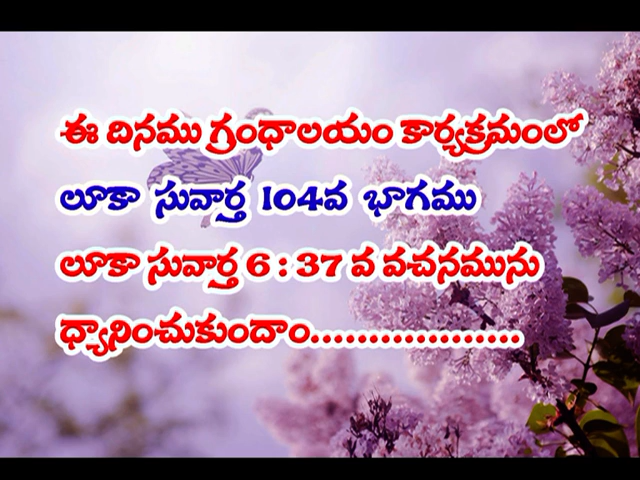 ఈ దినము గ్రంధాలయం కార్యక్రమంలో
లూకా సువార్త 104వ భాగము
లూకా సువార్త 6 : 37 వ వచనమును
ధ్యానించుకుందాం..................